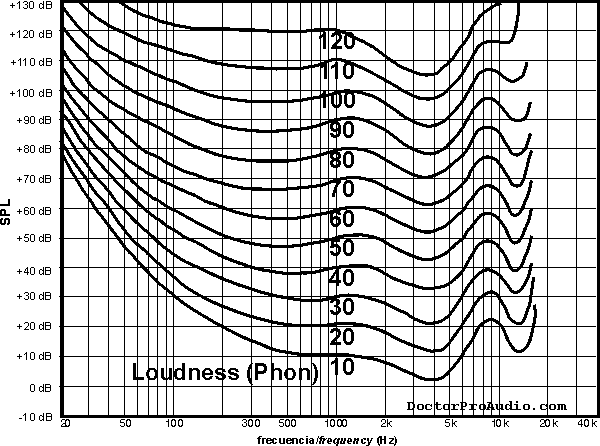 +130 dB
+120 dB
120
+110 dB
110
+100 dB
100
+90 dB
90
+80 dB
80
+70 dB
70
SPL
+60 dB
60
+50 dB
50
+40 dB
40
+30 dB
30
+20 dB
20
+10 dB
Loudness (Phon) 10
0 dB
DoctorProAudio.com
-10 dB
20 50 100 300 500 1000 2k 5k 10k 20k 40k
frecuencia/frequency (Hz)